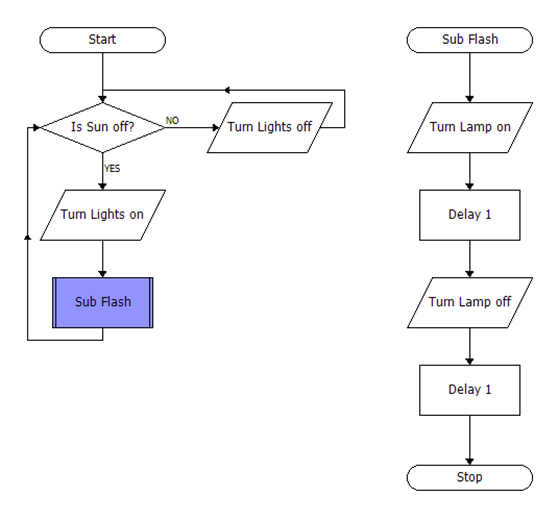 Start
Is Sun off?
NO
Turn Lights off
YES
Turn Lights on
Sub Flash
Sub Flash
Turn Lamp on
Delay 1
Turn Lamp off
Delay 1
Stop